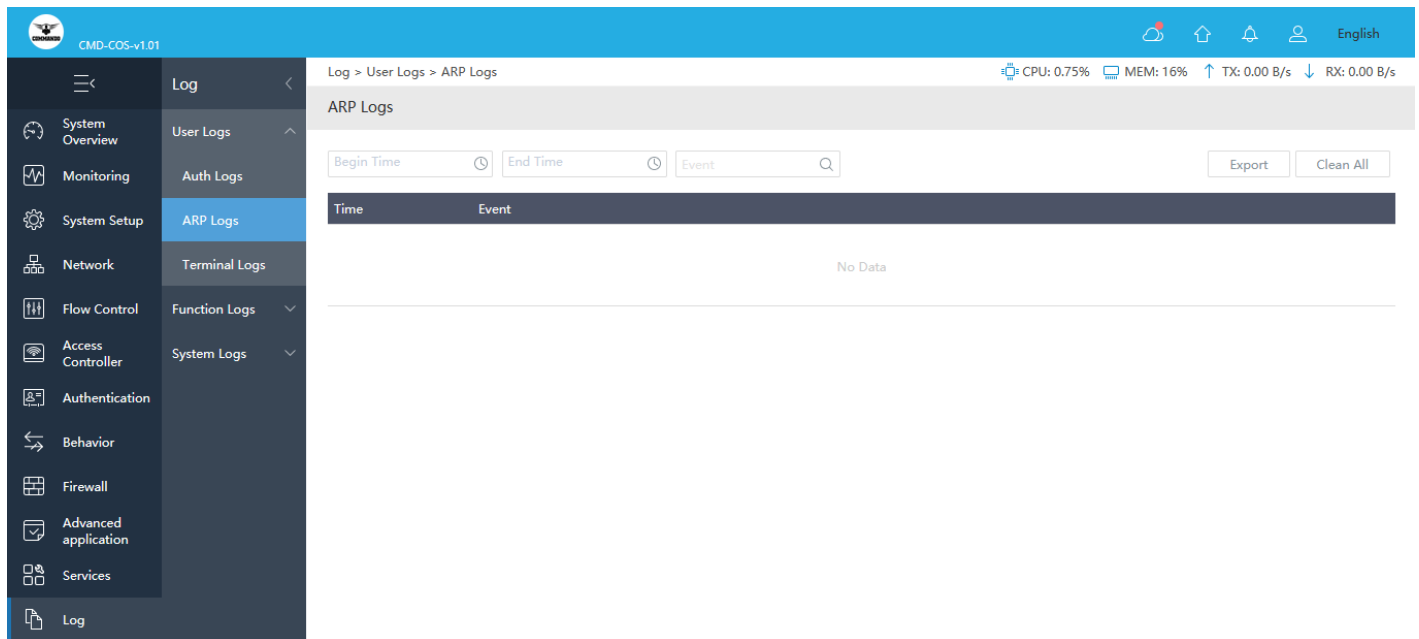 COMMANDO
CMD-COS-v1.01
English
Log
Log > User Logs > ARP Logs
CPU: 0.75%
MEM: 16%
TX: 0.00 B/s
RX: 0.00 B/s
ARP Logs
System
Overview
Monitoring
System Setup
Network
Flow Control
Access
Controller
Authentication
Behavior
Firewall
Advanced
application
Services
Log
User Logs
Auth Logs
ARP Logs
Terminal Logs
Function Logs
System Logs
Begin Time
End Time
Event
Export
Clean All
Time
Event
No Data